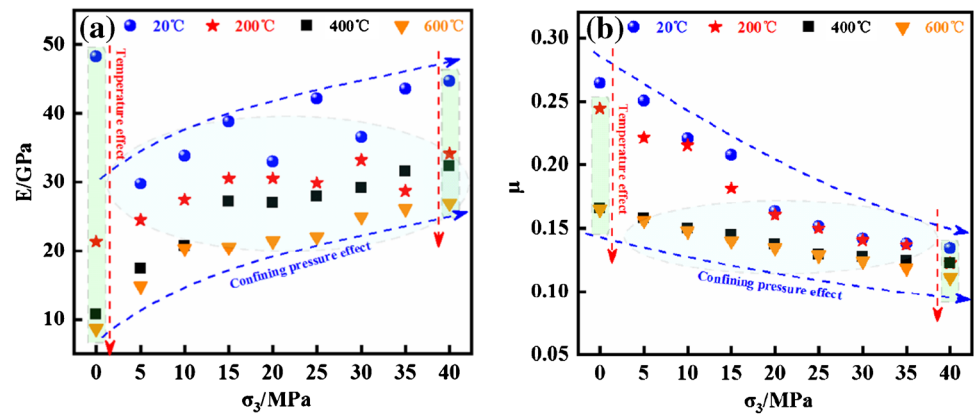 (a)
20℃ 200℃ 400℃ 600℃
50
40
30
20
10
E/GPa
Temperature effect
Confining pressure effect
0 5 10 15 20 25 30 35 40
σ3/MPa
(b)
20℃ 200℃ 400℃ 600℃
0.30
0.25
0.20
0.15
0.10
0.05
μ
Temperature effect
Confining pressure effect
0 5 10 15 20 25 30 35 40
σ3/MPa